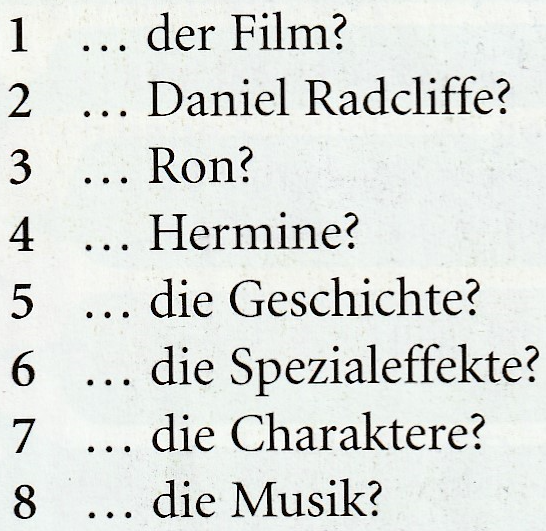 1 ... der Film?
2 ... Daniel Radcliffe?
3 ... Ron?
4 ... Hermine?
5 ... die Geschichte?
6 ... die Spezialeffekte?
7 ... die Charaktere?
8 ... die Musik?